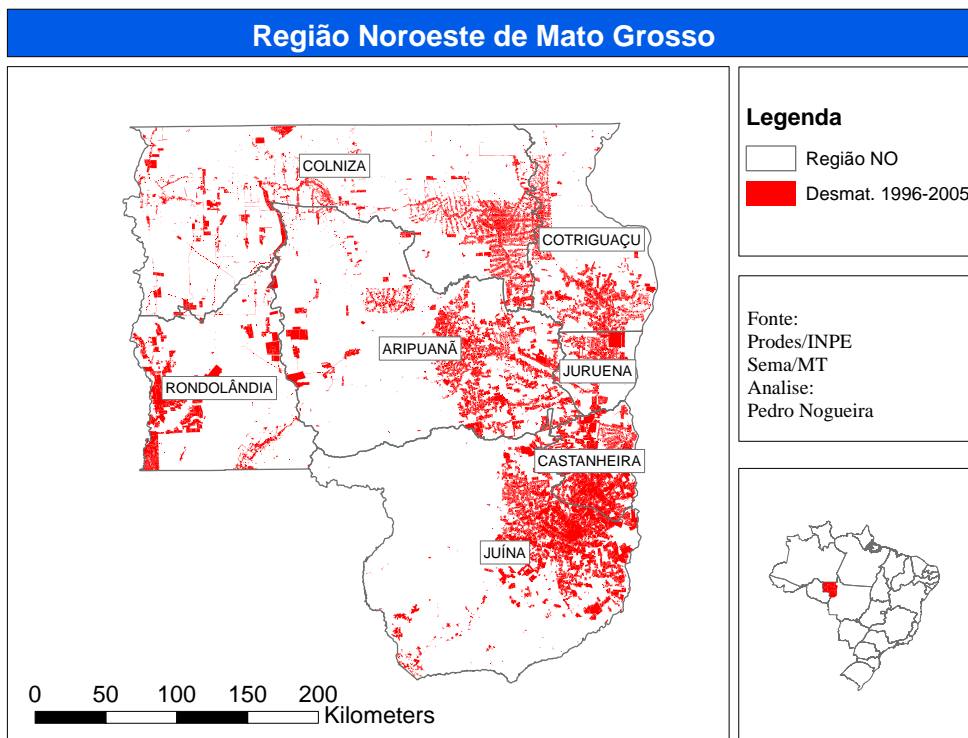 Região Noroeste de Mato Grosso
COLNIZA
COTRIGUAÇU
ARIPUANÃ
JURUENA
RONDOLÂNDIA
CASTANHEIRA
JUÍNA
0 50 100 150 200
Kilometers
Legenda
Região NO
Desmat. 1996-2005
Fonte:
Prodes/INPE
Sema/MT
Analise:
Pedro Nogueira